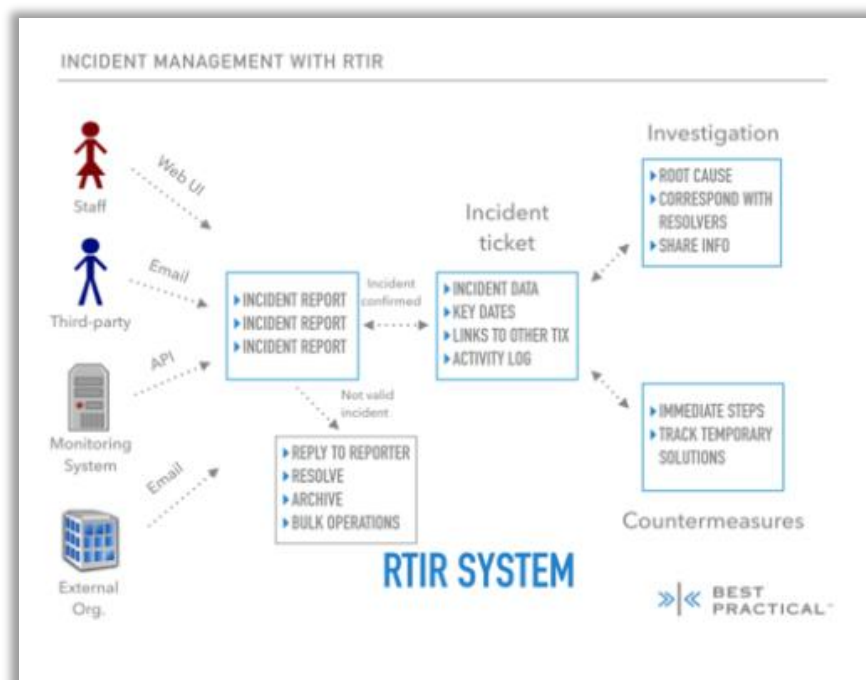 INCIDENT MANAGEMENT WITH RTIR
Staff
Web UI
Third-party
Email
Monitoring
System
API
External
Org.
Email
INCIDENT REPORT
INCIDENT REPORT
INCIDENT REPORT
Incident
confirmed
Not valid
incident
REPLY TO REPORTER
RESOLVE
ARCHIVE
BULK OPERATIONS
Incident
ticket
INCIDENT DATA
KEY DATES
LINKS TO OTHER TIX
ACTIVITY LOG
Investigation
ROOT CAUSE
CORRESPOND WITH
RESOLVERS
SHARE INFO
IMMEDIATE STEPS
TRACK TEMPORARY
SOLUTIONS
Countermeasures
RTIR SYSTEM
BEST
PRACTICAL™